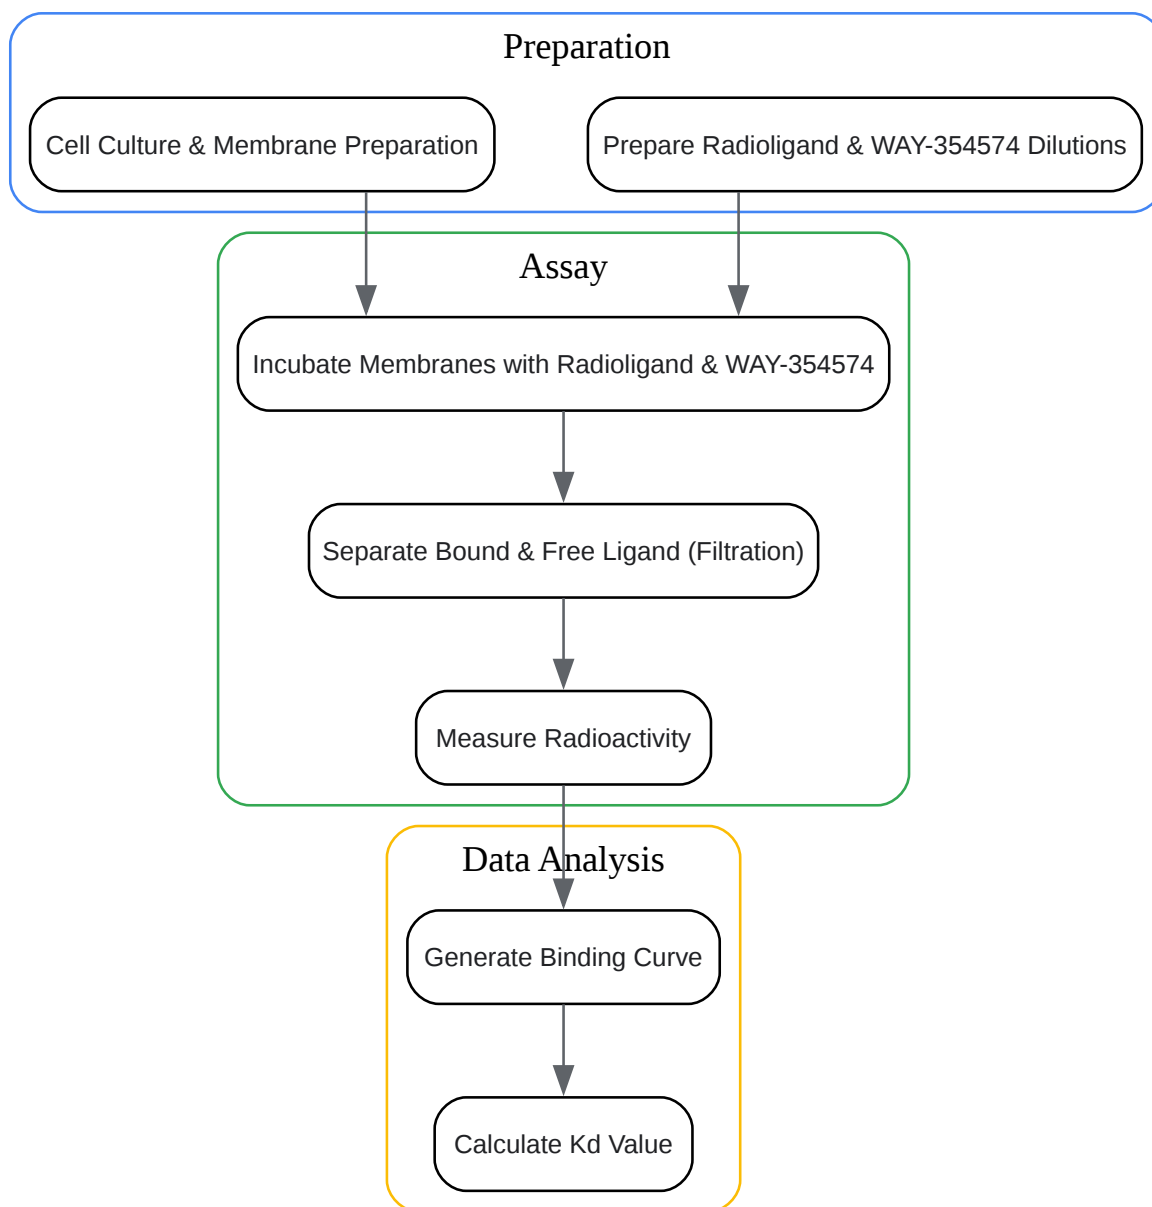 Preparation
Cell Culture & Membrane Preparation
Prepare Radioligand & WAY-354574 Dilutions
Assay
Incubate Membranes with Radioligand & WAY-354574
Separate Bound & Free Ligand (Filtration)
Measure Radioactivity
Data Analysis
Generate Binding Curve
Calculate Kd Value